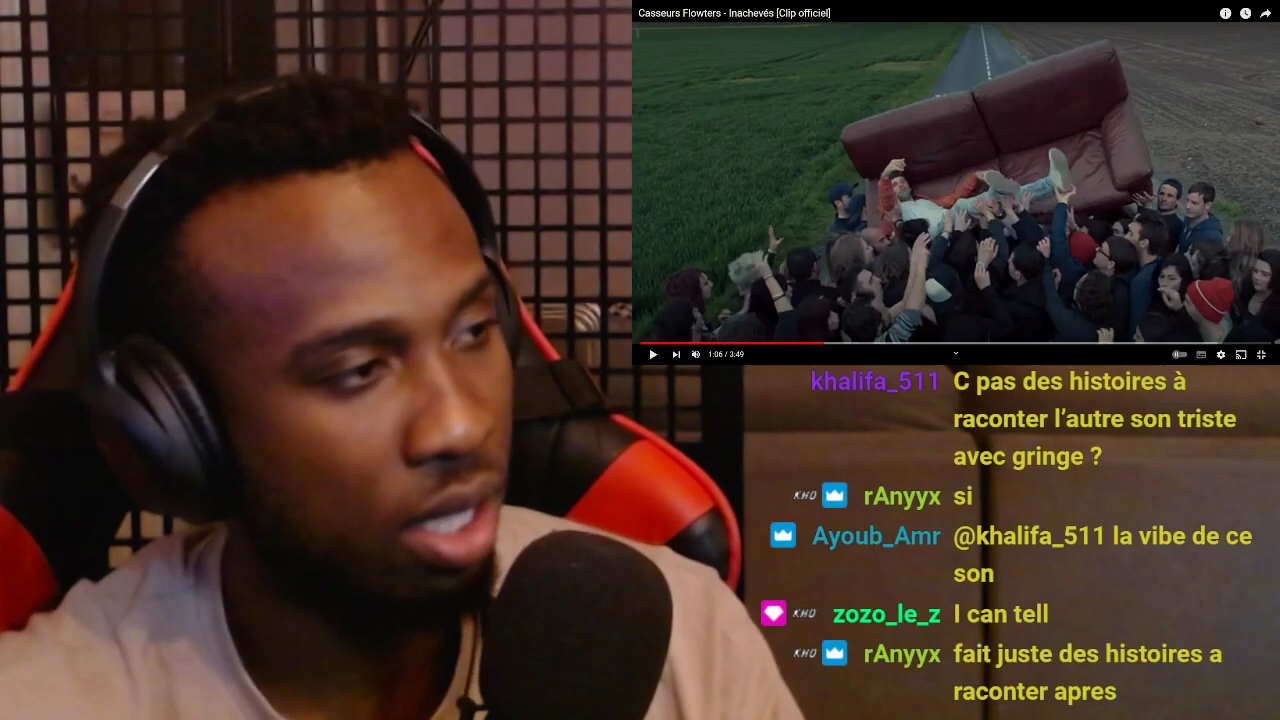 Casseurs Flowters - Inachevés [Clip officiel]
1:06 / 3:49
khalifa_511 C pas des histoires à
raconter l’autre son triste
avec gringe ?
KHO rAnyyx si
Ayoub_Amr @khalifa_511 la vibe de ce
son
KHO zozo_le_z I can tell
KHO rAnyyx fait juste des histoires a
raconter apres